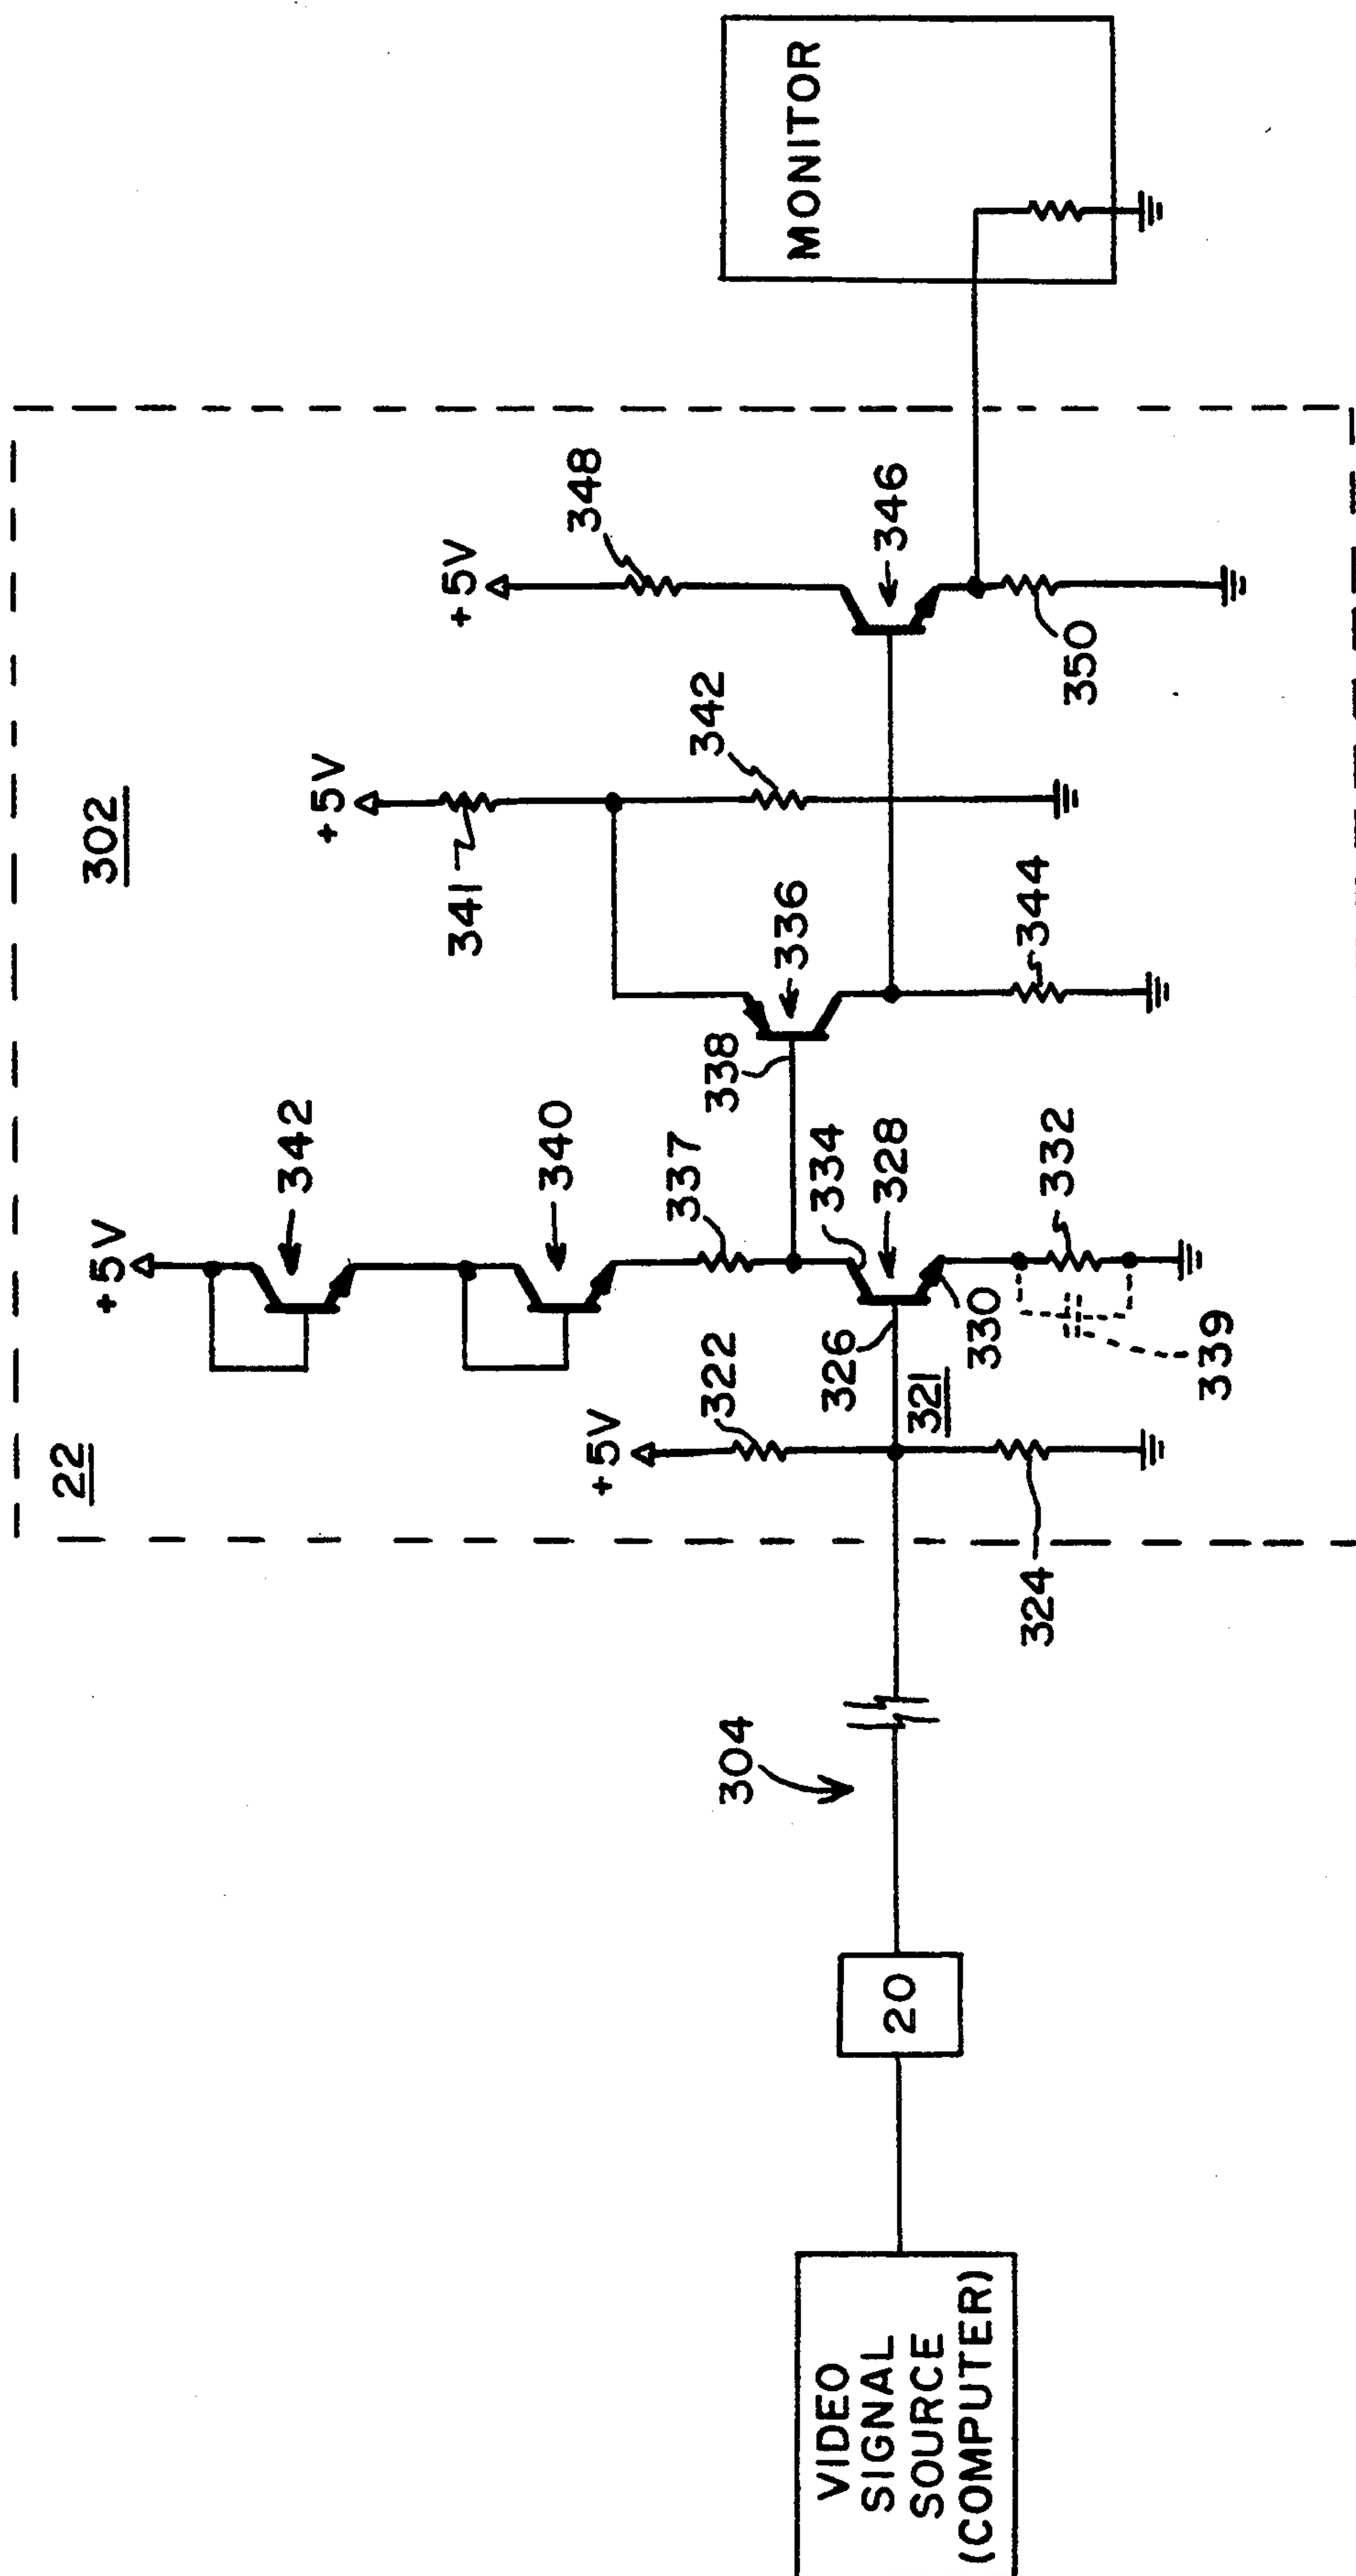 22
302
+5V
342
340
337
+5V
322
326
321
334
328
330
332
339
324
338
336
344
+5V
341
342
+5V
348
346
350
MONITOR
304
20
VIDEO
SIGNAL
SOURCE
(COMPUTER)